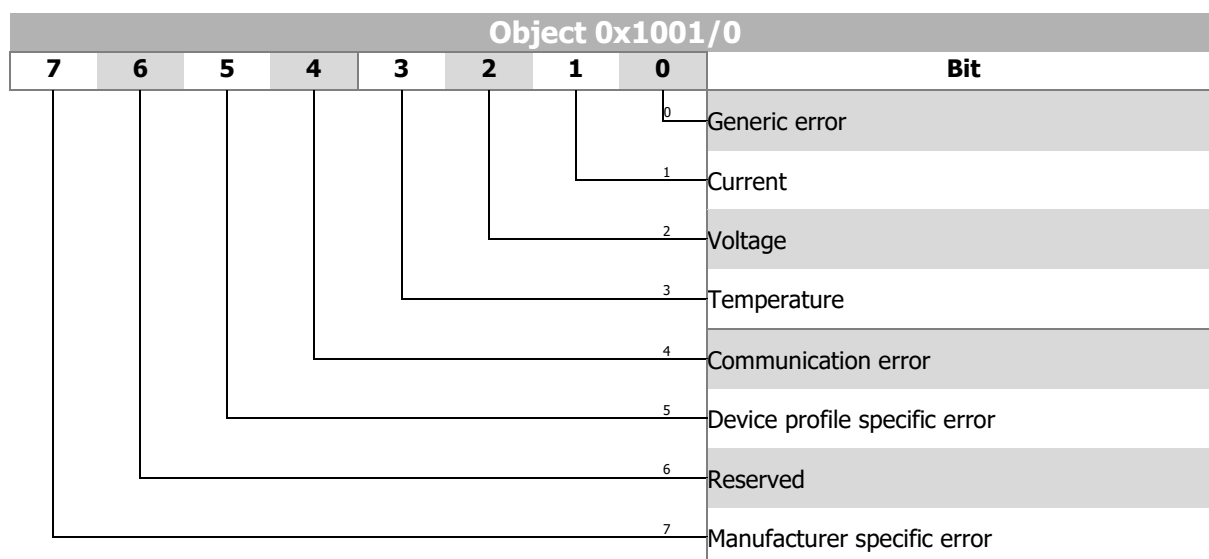 Object 0x1001/0
7 6 5 4 3 2 1 0 Bit
0 Generic error
1 Current
2 Voltage
3 Temperature
4 Communication error
5 Device profile specific error
6 Reserved
7 Manufacturer specific error